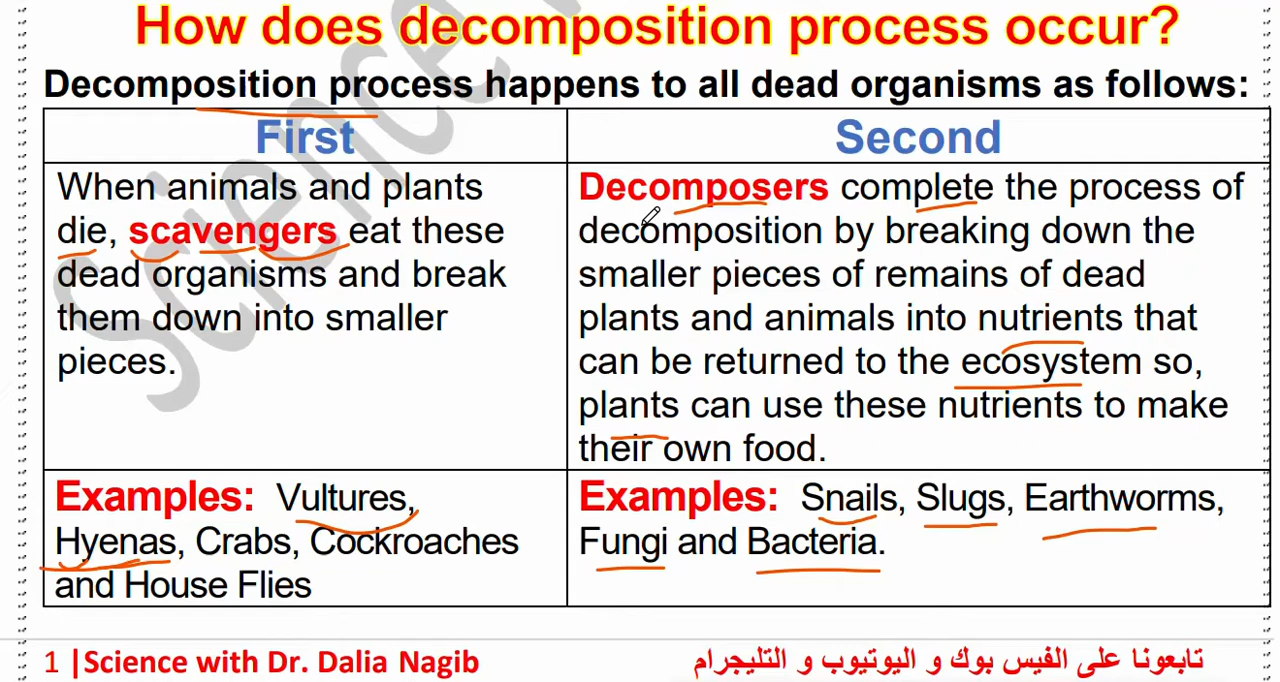 How does decomposition process occur?
Decomposition process happens to all dead organisms as follows:
First
When animals and plants
die, scavengers eat these
dead organisms and break
them down into smaller
pieces.
Second
Decomposers complete the process of
decomposition by breaking down the
smaller pieces of remains of dead
plants and animals into nutrients that
can be returned to the ecosystem so,
plants can use these nutrients to make
their own food.
Examples: Vultures,
Hyenas, Crabs, Cockroaches
and House Flies
Examples: Snails, Slugs, Earthworms,
Fungi and Bacteria.
Science
1 |Science with Dr. Dalia Nagib
تابعونا على الفيس بوك و اليوتيوب و التليجرام